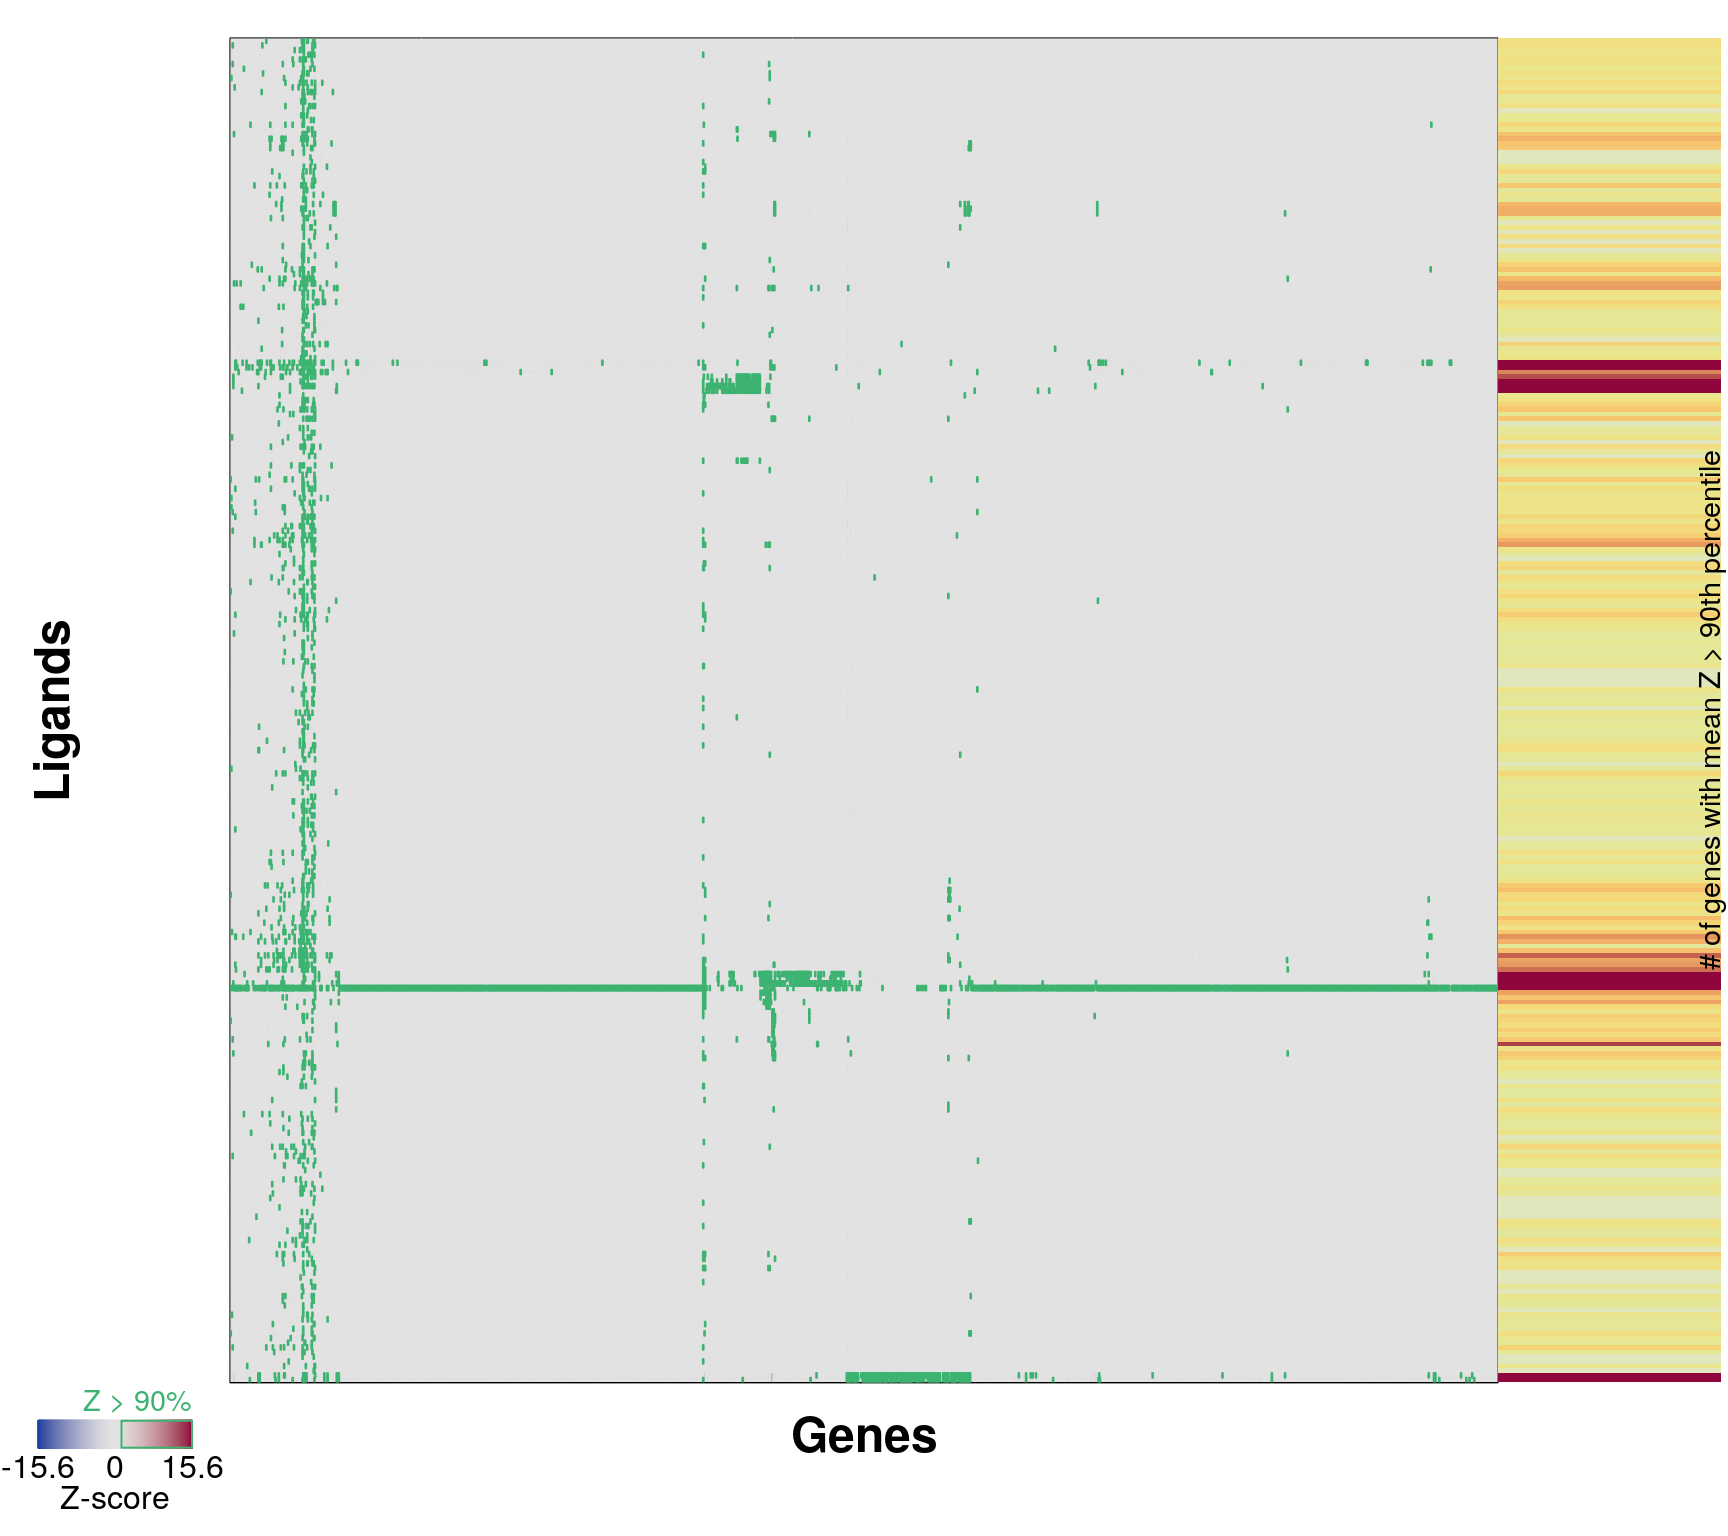 Ligands
# of genes with mean Z > 90th percentile
Genes
Z > 90%
-15.6 0 15.6
Z-score